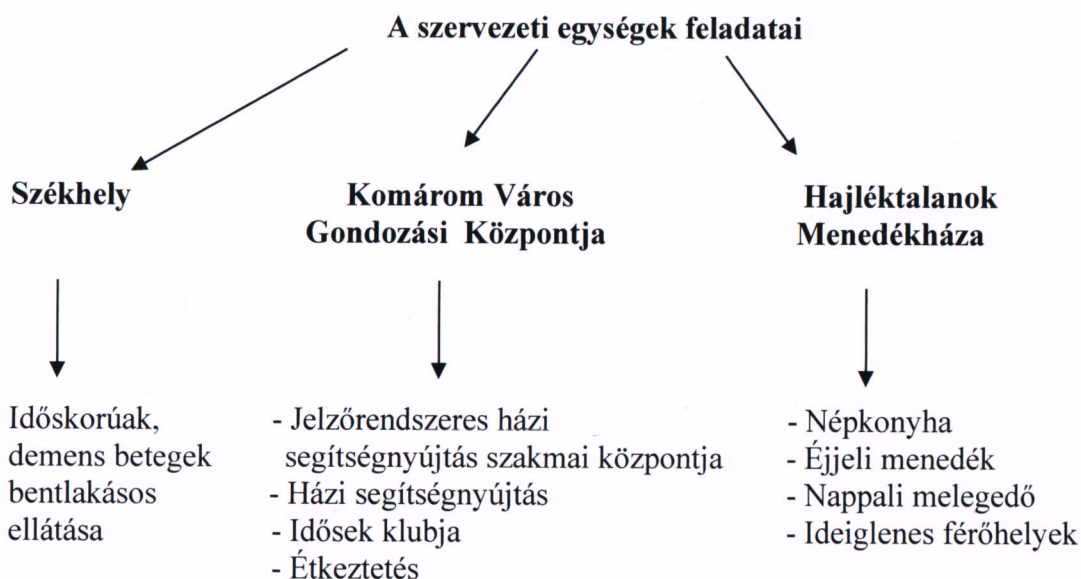 A szervezeti egységek feladatai
Székhely
Komárom Város
Gondozási Központja
Hajléktalanok
Menedékháza
Időskorúak,
demens betegek
bentlakásos
ellátása
- Jelzőrendszeres házi
segítségnyújtás szakmai központja
- Házi segítségnyújtás
- Idősek klubja
- Étkeztetés
- Népkonyha
- Éjjeli menedék
- Nappali melegedő
- Ideiglenes férőhelyek